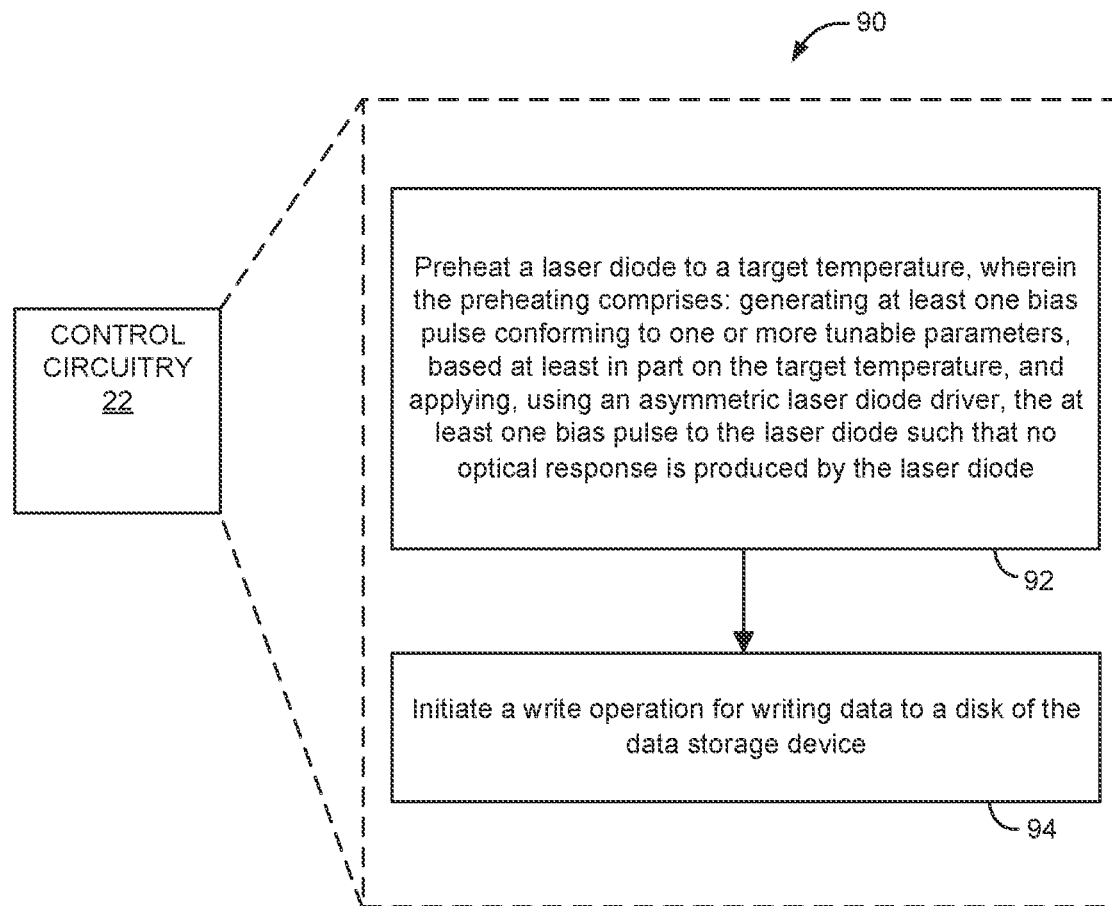 90
CONTROL
CIRCUITRY
22
Preheat a laser diode to a target temperature, wherein
the preheating comprises: generating at least one bias
pulse conforming to one or more tunable parameters,
based at least in part on the target temperature, and
applying, using an asymmetric laser diode driver, the at
least one bias pulse to the laser diode such that no
optical response is produced by the laser diode
92
Initiate a write operation for writing data to a disk of the
data storage device
94